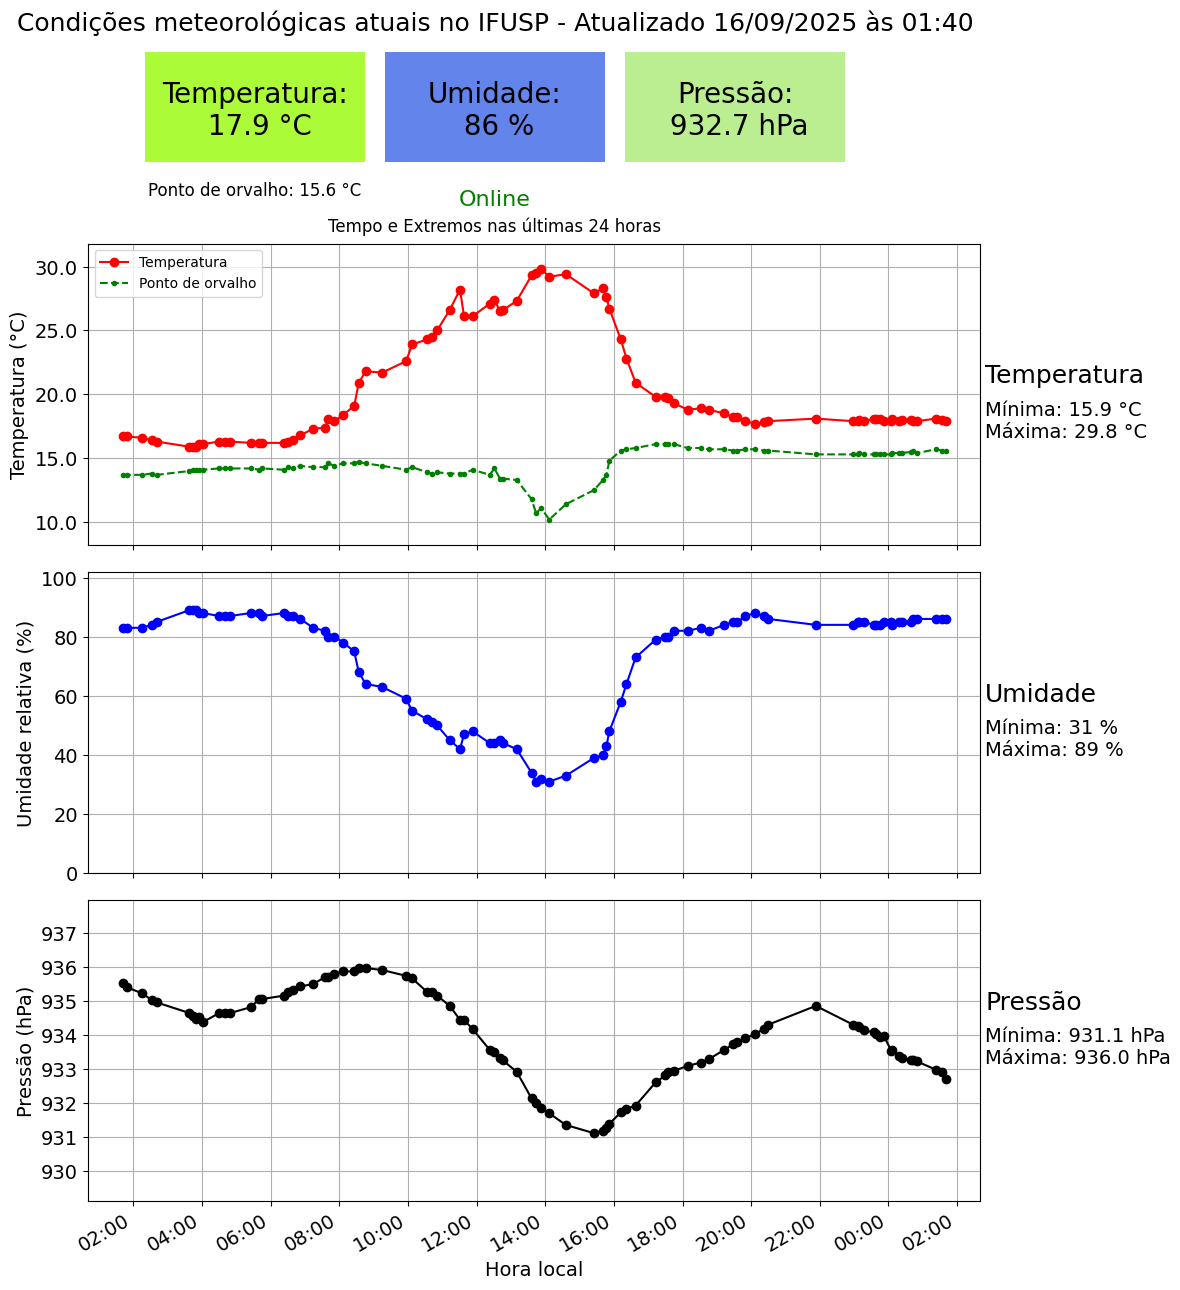 Condições meteorológicas atuais no IFUSP - Atualizado 16/09/2025 às 01:40
Temperatura:
17.9 °C
Umidade:
86 %
Pressão:
932.7 hPa
Ponto de orvalho: 15.6 °C
Online
Tempo e Extremos nas últimas 24 horas
Temperatura
Ponto de orvalho
Temperatura (°C)
30.0
25.0
20.0
15.0
10.0
Temperatura
Mínima: 15.9 °C
Máxima: 29.8 °C
Umidade relativa (%)
100
80
60
40
20
0
Umidade
Mínima: 31 %
Máxima: 89 %
Pressão (hPa)
937
936
935
934
933
932
931
930
Pressão
Mínima: 931.1 hPa
Máxima: 936.0 hPa
02:00 04:00 06:00 08:00 10:00 12:00 14:00 16:00 18:00 20:00 22:00 00:00 02:00
Hora local